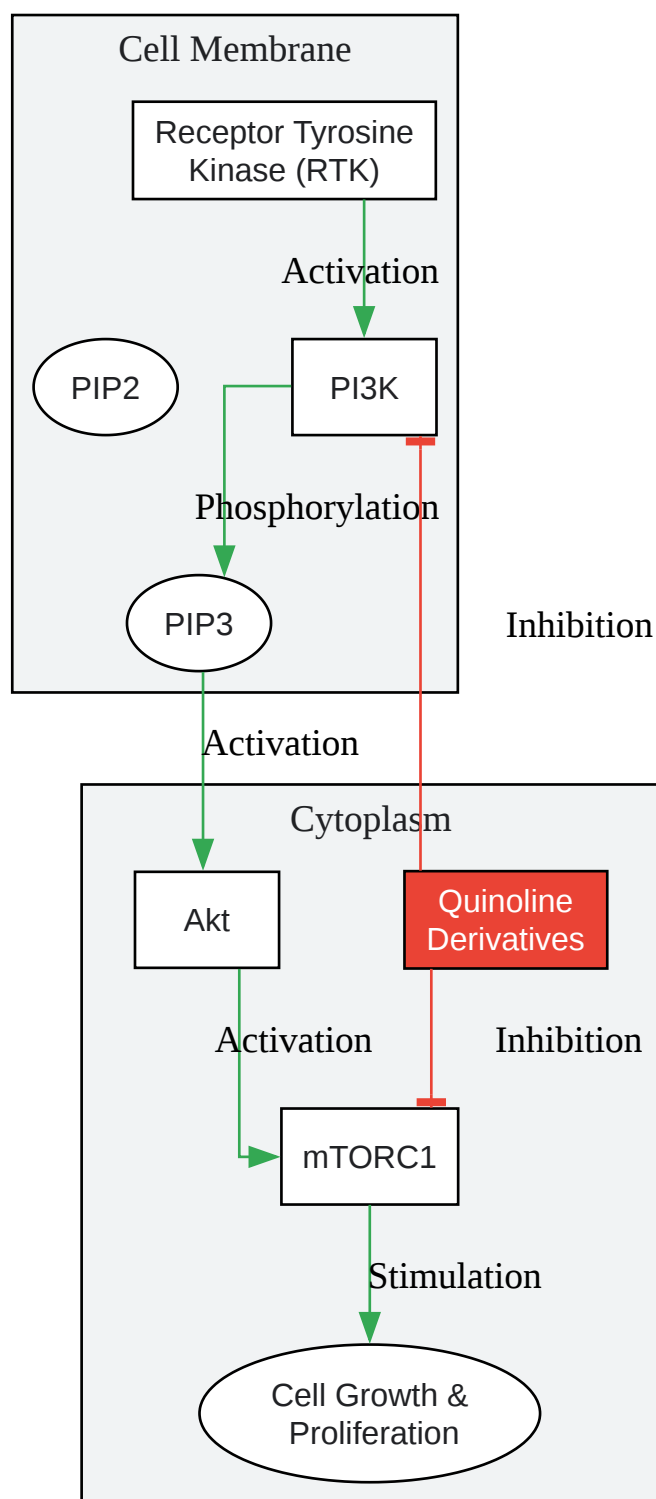 Cell Membrane
Receptor Tyrosine
Kinase (RTK)
Activation
PIP2
PI3K
Phosphorylation
PIP3
Inhibition
Activation
Cytoplasm
Akt
Quinoline
Derivatives
Activation
Inhibition
mTORC1
Stimulation
Cell Growth &
Proliferation